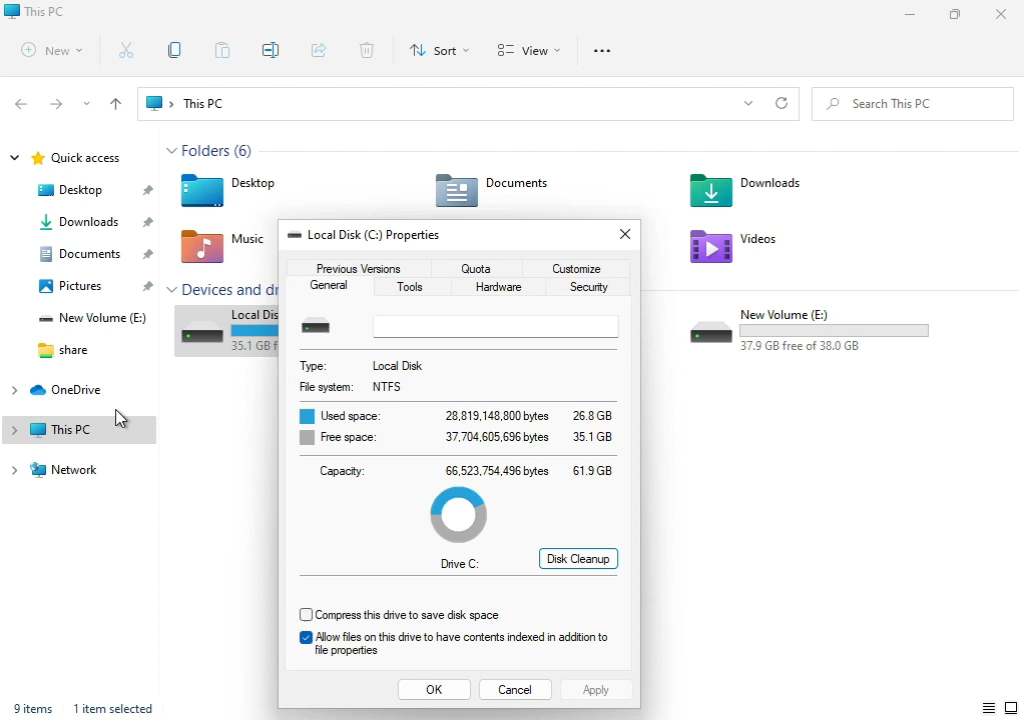 This PC
New
Sort
View
This PC
Search This PC
Quick access
Desktop
Downloads
Documents
Pictures
New Volume (E:)
share
OneDrive
This PC
Network
Folders (6)
Desktop
Documents
Downloads
Music
Videos
Devices and dr
Local Dis
35.1 GB f
New Volume (E:)
37.9 GB free of 38.0 GB
Local Disk (C:) Properties
Previous Versions
Quota
Customize
General
Tools
Hardware
Security
Type: Local Disk
File system: NTFS
Used space: 28,819,148,800 bytes 26.8 GB
Free space: 37,704,605,696 bytes 35.1 GB
Capacity: 66,523,754,496 bytes 61.9 GB
Drive C:
Disk Cleanup
Compress this drive to save disk space
Allow files on this drive to have contents indexed in addition to
file properties
OK
Cancel
Apply
9 items
1 item selected